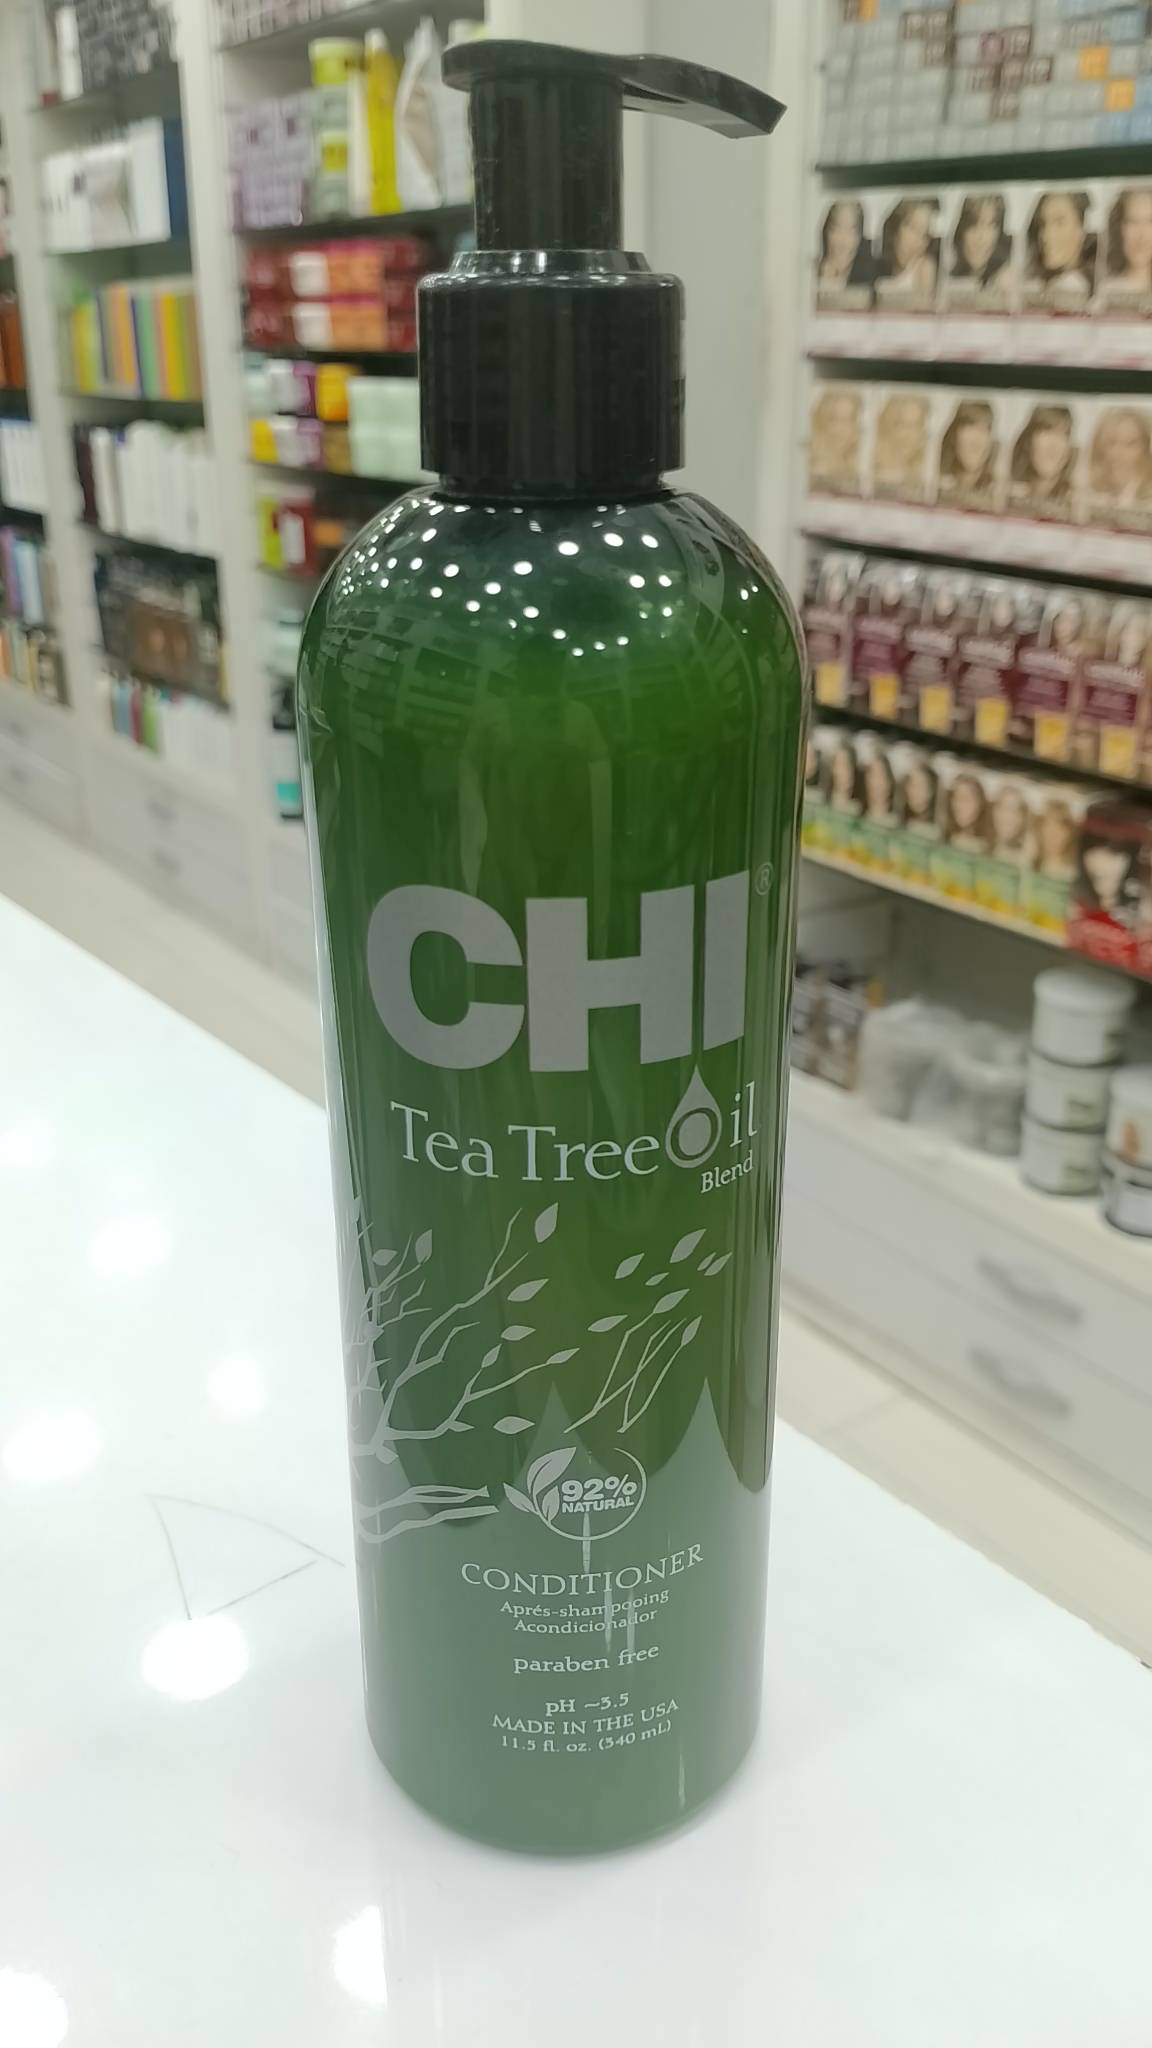 CHI®
Tea Tree Oil
Blend
92%
NATURAL
CONDITIONER
Aprés-shampooing
Acondicionador
paraben free
pH ~3.5
MADE IN THE USA
11.5 fl. oz. (340 mL)